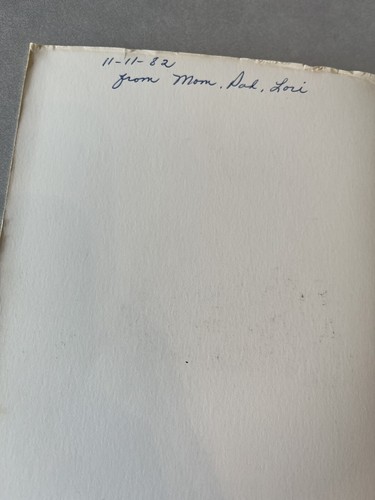 11-11-82
from Mom, Dad, Lori